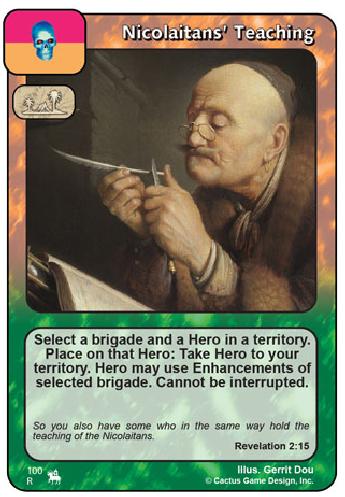 Nicolaitans' Teaching
Select a brigade and a Hero in a territory.
Place on that Hero: Take Hero to your
territory. Hero may use Enhancements of
selected brigade. Cannot be interrupted.
So you also have some who in the same way hold the
teaching of the Nicolaitans.
Revelation 2:15
100
R
Illus. Gerrit Dou
© Cactus Game Design, Inc.